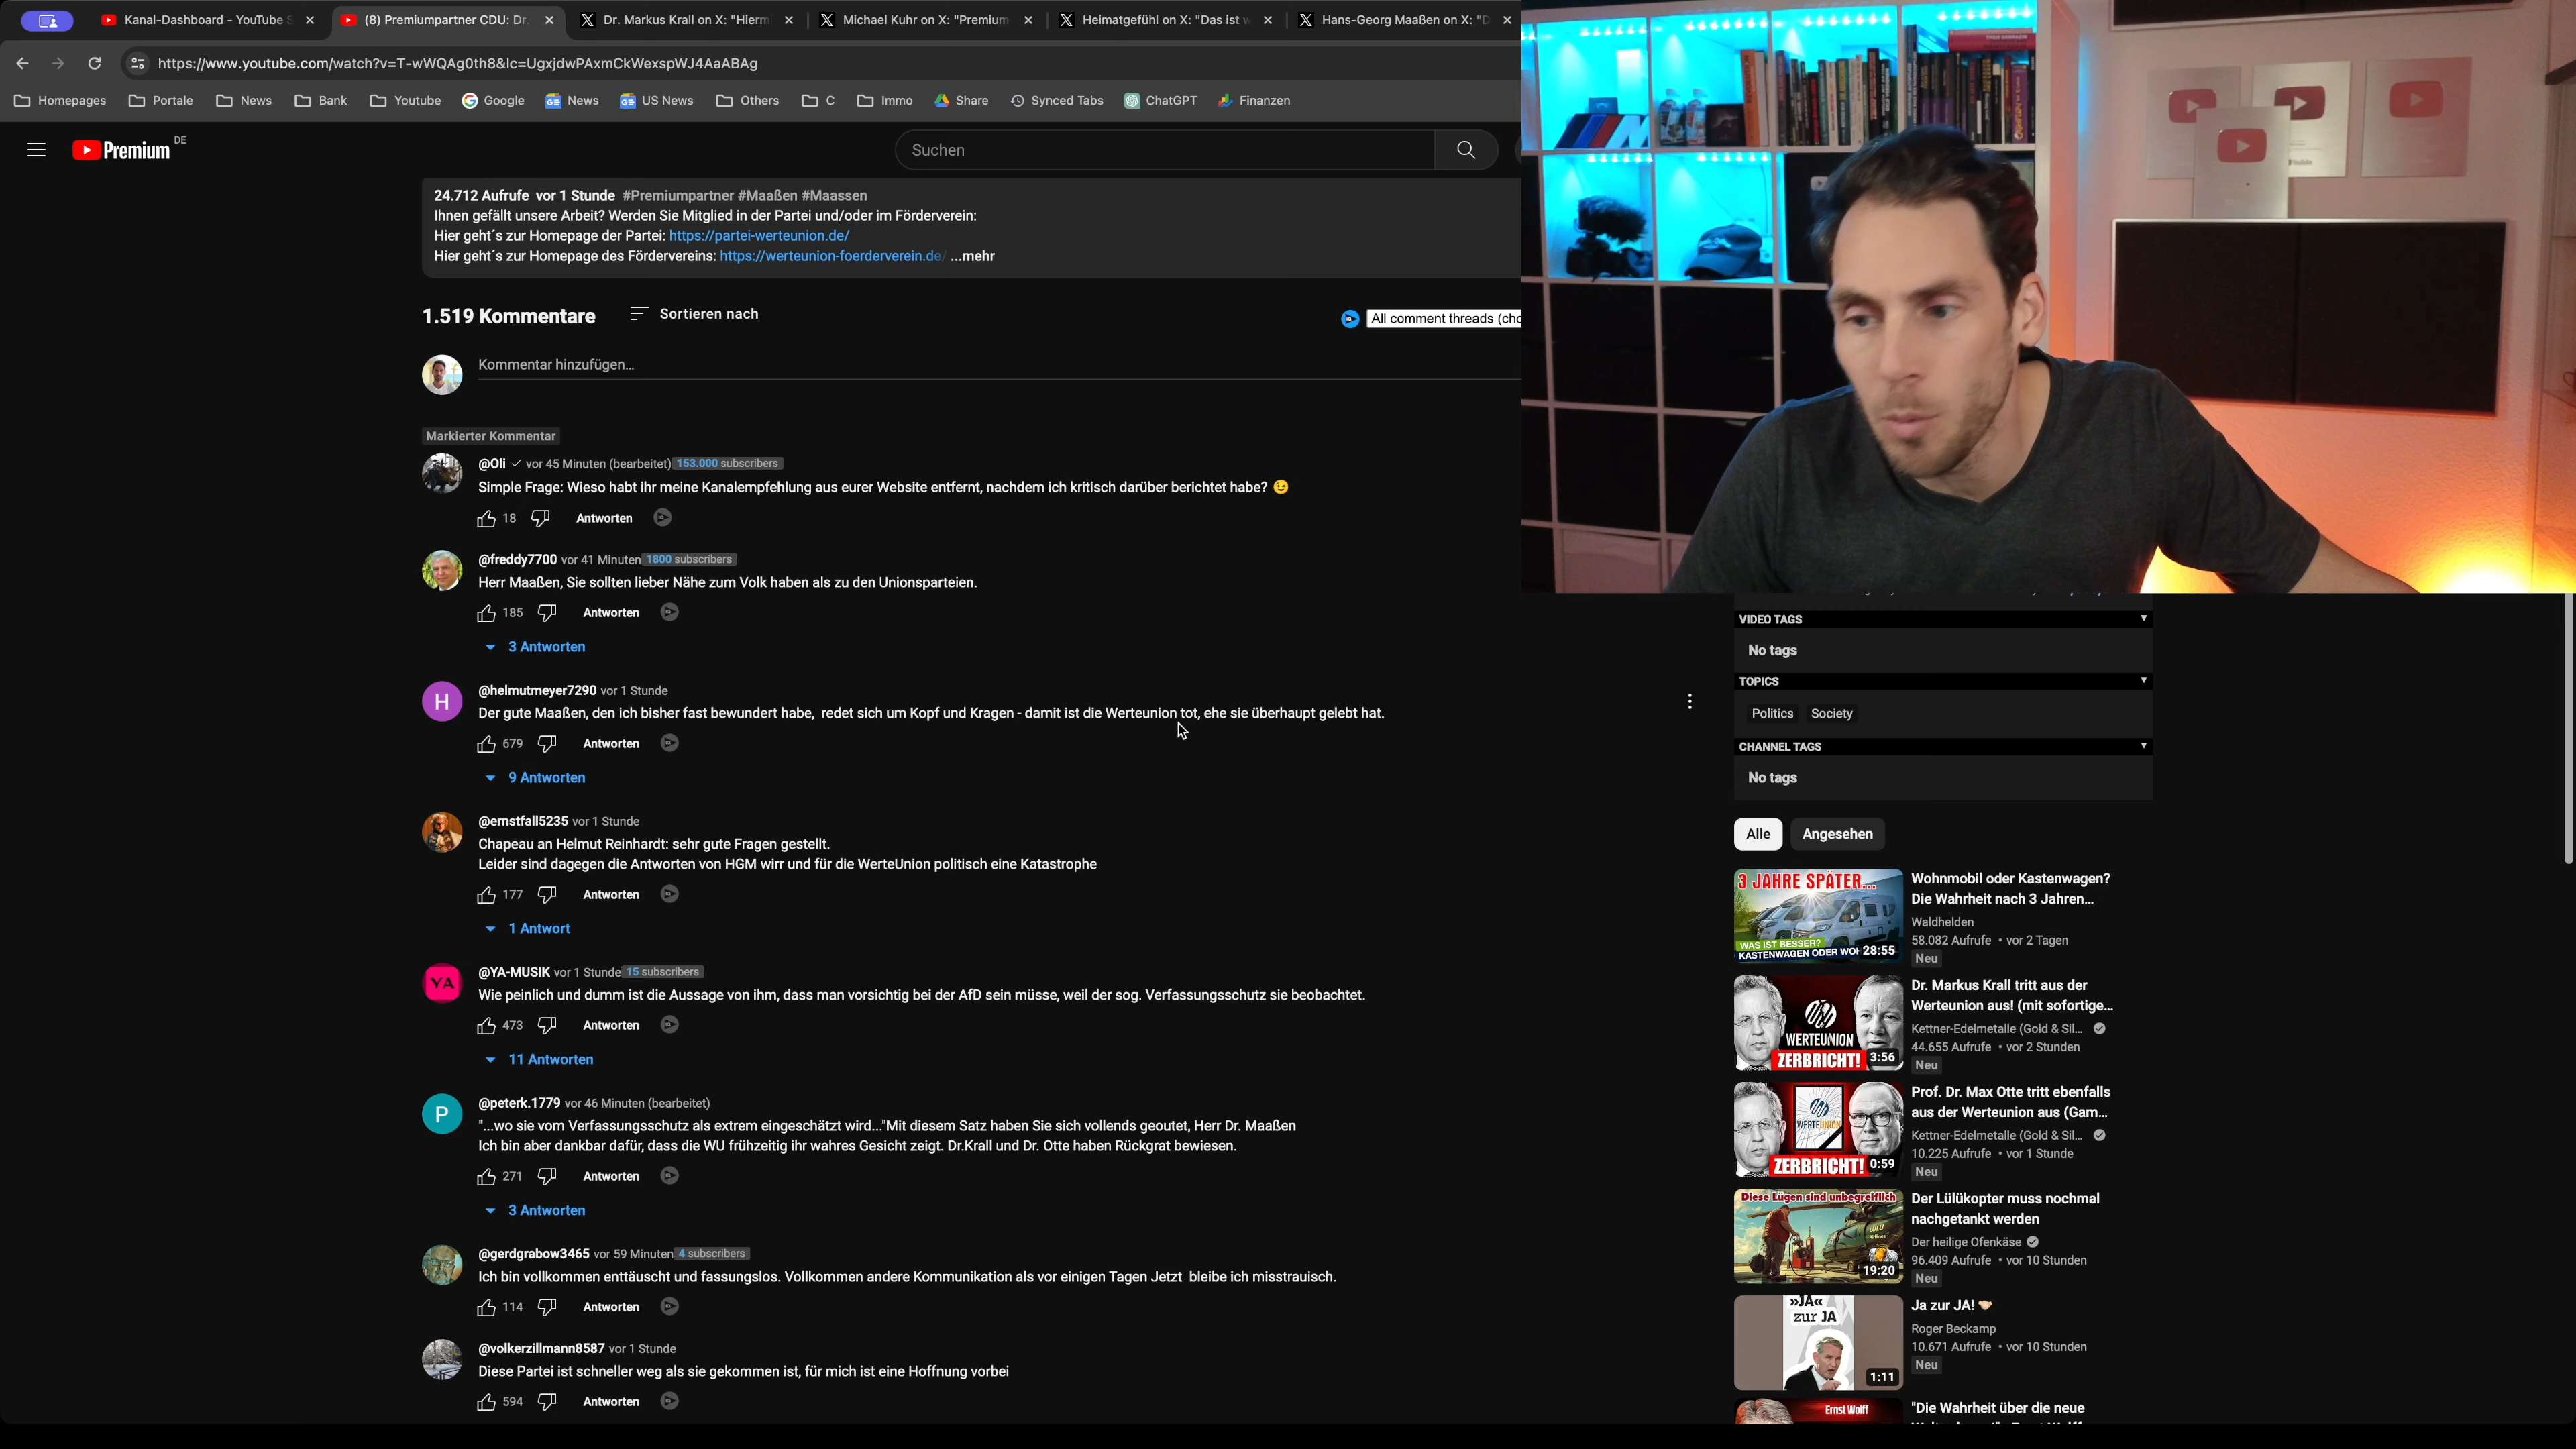 Kanal-Dashboard - YouTube S
(8) Premiumpartner CDU: Dr.
Dr. Markus Krall on X: "Hierm
Michael Kuhr on X: "Premium
Heimatgefühl on X: "Das ist w
Hans-Georg Maaßen on X: "D
https://www.youtube.com/watch?v=T-wWQAg0th8&lc=UgxjdwPAxmCkWexspWJ4AaABAg
Homepages Portale News Bank Youtube Google News US News Others C Immo Share Synced Tabs ChatGPT Finanzen
Premium DE
Suchen
24.712 Aufrufe vor 1 Stunde #Premiumpartner #Maaßen #Maassen
Ihnen gefällt unsere Arbeit? Werden Sie Mitglied in der Partei und/oder im Förderverein:
Hier geht´s zur Homepage der Partei: https://partei-werteunion.de/
Hier geht´s zur Homepage des Fördervereins: https://werteunion-foerderverein.de/ ...mehr
1.519 Kommentare
Sortieren nach
All comment threads (cho
Kommentar hinzufügen...
Markierter Kommentar
@Oli vor 45 Minuten (bearbeitet) 153.000 subscribers
Simple Frage: Wieso habt ihr meine Kanalempfehlung aus eurer Website entfernt, nachdem ich kritisch darüber berichtet habe? 😉
18 Antworten
@freddy7700 vor 41 Minuten 1800 subscribers
Herr Maaßen, Sie sollten lieber Nähe zum Volk haben als zu den Unionsparteien.
185 Antworten
3 Antworten
H
@helmutmeyer7290 vor 1 Stunde
Der gute Maaßen, den ich bisher fast bewundert habe, redet sich um Kopf und Kragen - damit ist die Werteunion tot, ehe sie überhaupt gelebt hat.
679 Antworten
9 Antworten
@ernstfall5235 vor 1 Stunde
Chapeau an Helmut Reinhardt: sehr gute Fragen gestellt.
Leider sind dagegen die Antworten von HGM wirr und für die WerteUnion politisch eine Katastrophe
177 Antworten
1 Antwort
YA
@YA-MUSIK vor 1 Stunde 15 subscribers
Wie peinlich und dumm ist die Aussage von ihm, dass man vorsichtig bei der AfD sein müsse, weil der sog. Verfassungsschutz sie beobachtet.
473 Antworten
11 Antworten
P
@peterk.1779 vor 46 Minuten (bearbeitet)
"...wo sie vom Verfassungsschutz als extrem eingeschätzt wird..."Mit diesem Satz haben Sie sich vollends geoutet, Herr Dr. Maaßen
Ich bin aber dankbar dafür, dass die WU frühzeitig ihr wahres Gesicht zeigt. Dr.Krall und Dr. Otte haben Rückgrat bewiesen.
271 Antworten
3 Antworten
@gerdgrabow3465 vor 59 Minuten 4 subscribers
Ich bin vollkommen enttäuscht und fassungslos. Vollkommen andere Kommunikation als vor einigen Tagen Jetzt bleibe ich misstrauisch.
114 Antworten
@volkerzillmann8587 vor 1 Stunde
Diese Partei ist schneller weg als sie gekommen ist, für mich ist eine Hoffnung vorbei
594 Antworten
VIDEO TAGS
No tags
TOPICS
Politics Society
CHANNEL TAGS
No tags
Alle Angesehen
3 JAHRE SPÄTER...
WAS IST BESSER?
KASTENWAGEN ODER WOH
28:55
Wohnmobil oder Kastenwagen?
Die Wahrheit nach 3 Jahren...
Waldhelden
58.082 Aufrufe • vor 2 Tagen
Neu
WERTEUNION
ZERBRICHT!
3:56
Dr. Markus Krall tritt aus der
Werteunion aus! (mit sofortige...
Kettner-Edelmetalle (Gold & Sil...
44.655 Aufrufe • vor 2 Stunden
Neu
WERTEUNION
ZERBRICHT!
0:59
Prof. Dr. Max Otte tritt ebenfalls
aus der Werteunion aus (Gam...
Kettner-Edelmetalle (Gold & Sil...
10.225 Aufrufe • vor 1 Stunde
Neu
Diese Lügen sind unbegreiflich
19:20
Der Lülükopter muss nochmal
nachgetankt werden
Der heilige Ofenkäse
96.409 Aufrufe • vor 10 Stunden
Neu
»JA«
zur JA
1:11
Ja zur JA! 
Roger Beckamp
10.671 Aufrufe • vor 10 Stunden
Neu
Ernst Wolff
"Die Wahrheit über die neue